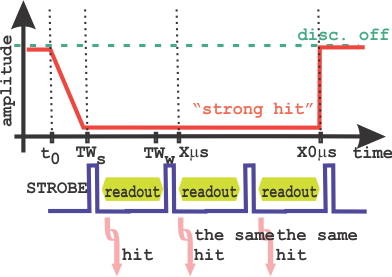 disc. off
amplitude
“strong hit”
t0 TWs TWw Xμs X0μs time
STROBE readout readout readout
the same the same
hit hit hit